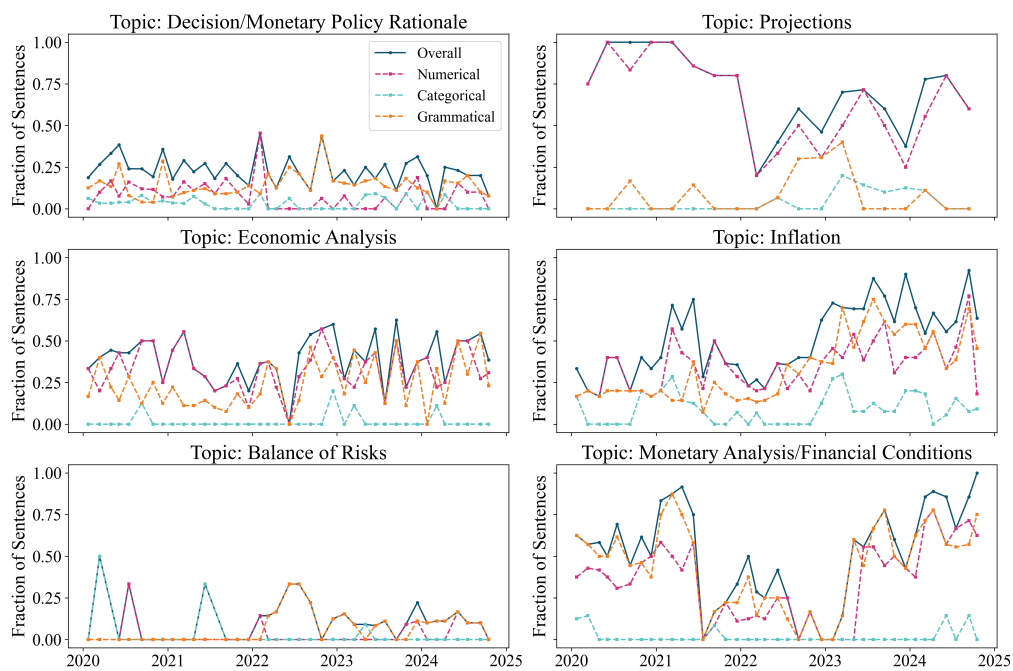 Topic: Decision/Monetary Policy Rationale
Fraction of Sentences
1.00
0.75
0.50
0.25
0.00
Overall
Numerical
Categorical
Grammatical
Topic: Projections
Fraction of Sentences
Topic: Economic Analysis
Fraction of Sentences
1.00
0.75
0.50
0.25
0.00
Topic: Inflation
Fraction of Sentences
Topic: Balance of Risks
Fraction of Sentences
1.00
0.75
0.50
0.25
0.00
2020 2021 2022 2023 2024 2025
Topic: Monetary Analysis/Financial Conditions
Fraction of Sentences
2020 2021 2022 2023 2024 2025